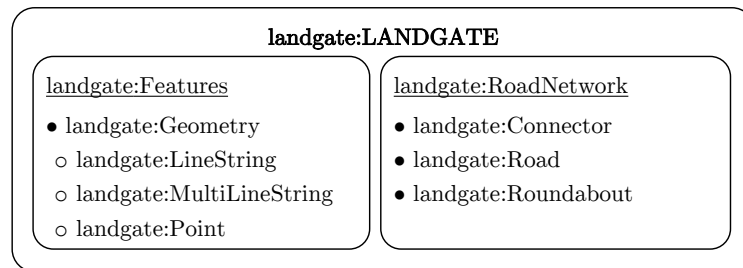 landgate:LANDGATE
landgate:Features
• landgate:Geometry
○ landgate:LineString
○ landgate:MultiLineString
○ landgate:Point
landgate:RoadNetwork
• landgate:Connector
• landgate:Road
• landgate:Roundabout